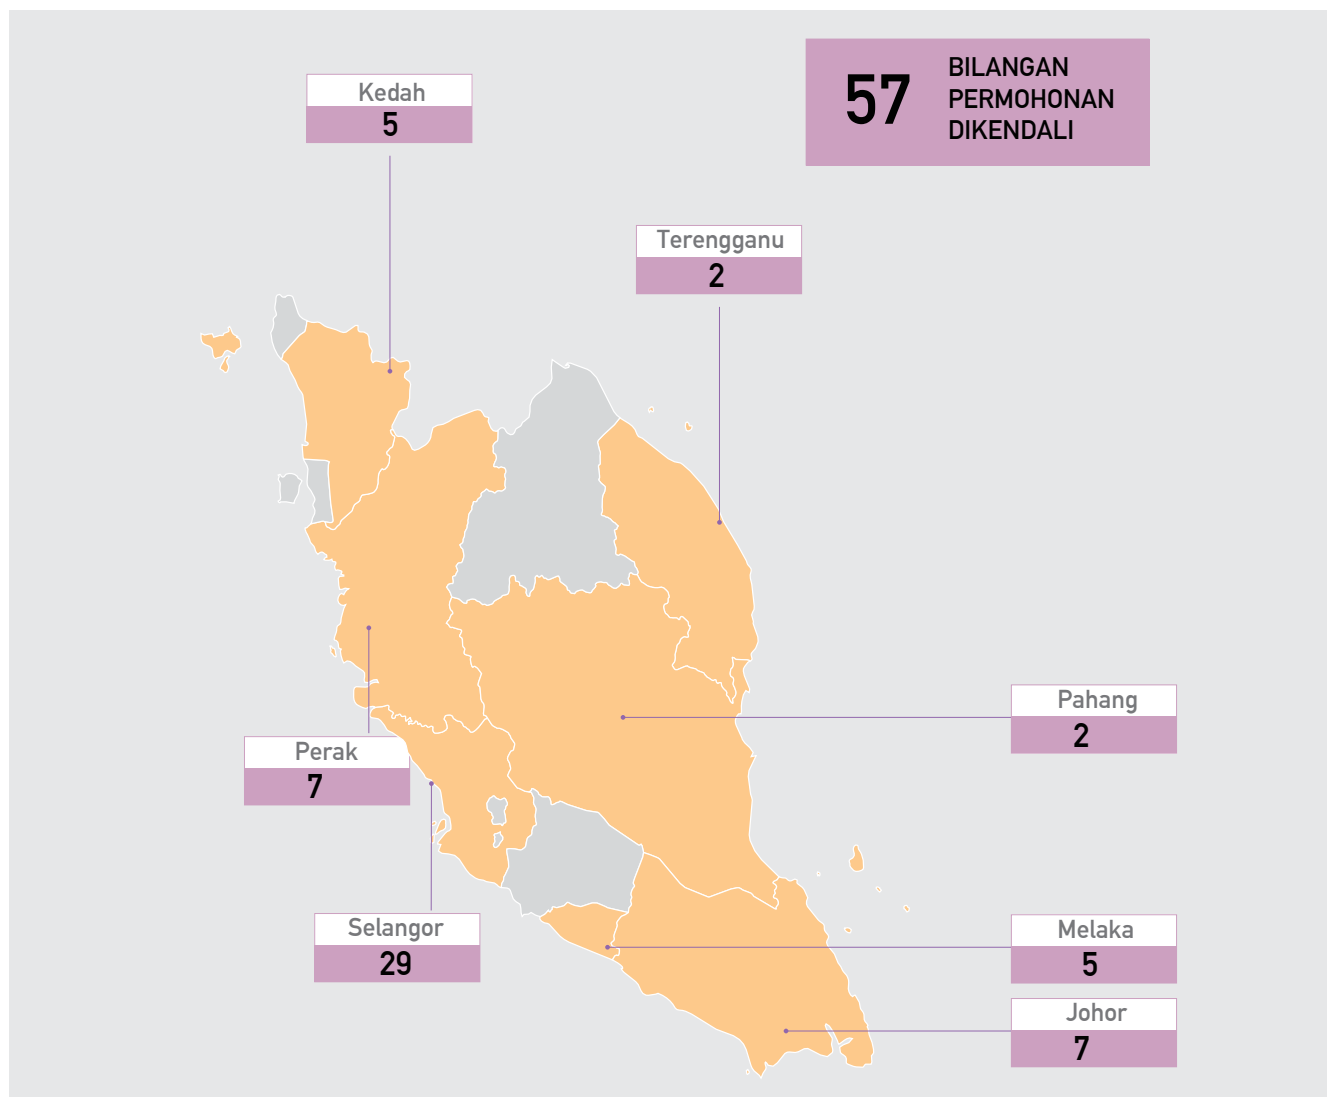 57
BILANGAN
PERMOHONAN
DIKENDALI
Kedah
5
Terengganu
2
Pahang
2
Perak
7
Selangor
29
Melaka
5
Johor
7